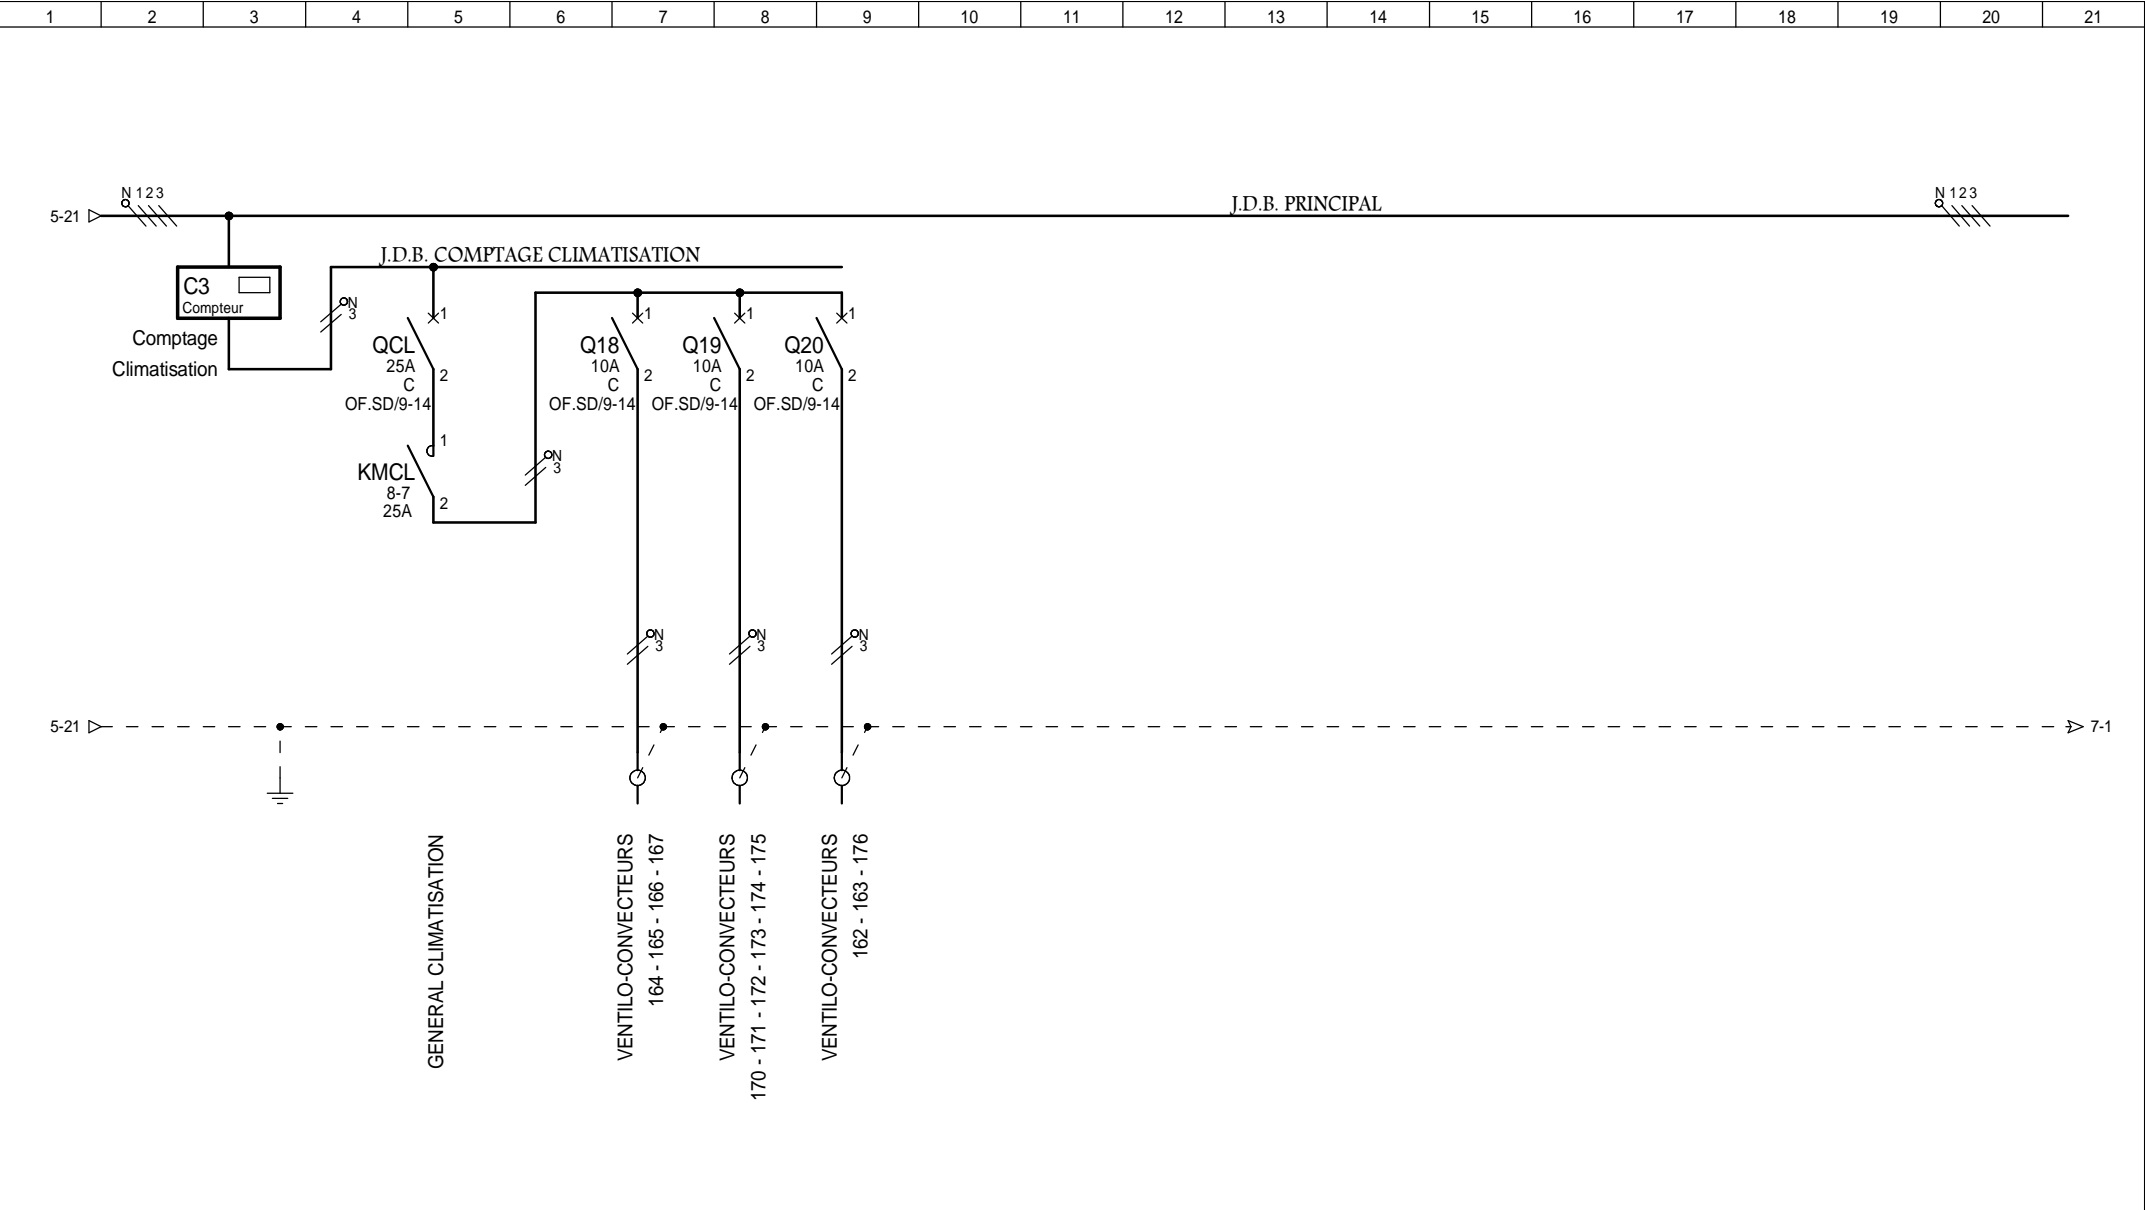 1 2 3 4 5 6 7 8 9 10 11 12 13 14 15 16 17 18 19 20 21
N 1 2 3
J.D.B. PRINCIPAL
N 1 2 3
5-21
J.D.B. COMPTAGE CLIMATISATION
C3
Compteur
Comptage
Climatisation
N
3
1
QCL
25A
C
OF.SD/9-14
2
1
KMCL
8-7
25A
2
N
3
1
Q18
10A
C
OF.SD/9-14
2
1
Q19
10A
C
OF.SD/9-14
2
1
Q20
10A
C
OF.SD/9-14
2
N
3
N
3
N
3
5-21
7-1
GENERAL CLIMATISATION
VENTILO-CONVECTEURS
164 - 165 - 166 - 167
VENTILO-CONVECTEURS
170 - 171 - 172 - 173 - 174 - 175
VENTILO-CONVECTEURS
162 - 163 - 176